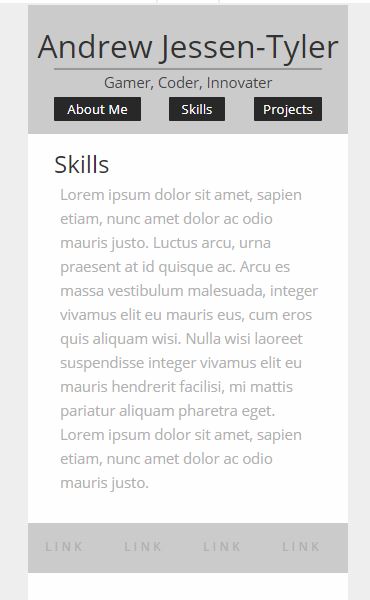 Andrew Jessen-Tyler
Gamer, Coder, Innovater
About Me Skills Projects
Skills
Lorem ipsum dolor sit amet, sapien
etiam, nunc amet dolor ac odio
mauris justo. Luctus arcu, urna
praesent at id quisque ac. Arcu es
massa vestibulum malesuada, integer
vivamus elit eu mauris eus, cum eros
quis aliquam wisi. Nulla wisi laoreet
suspendisse integer vivamus elit eu
mauris hendrerit facilisi, mi mattis
pariatur aliquam pharetra eget.
Lorem ipsum dolor sit amet, sapien
etiam, nunc amet dolor ac odio
mauris justo.
LINK LINK LINK LINK